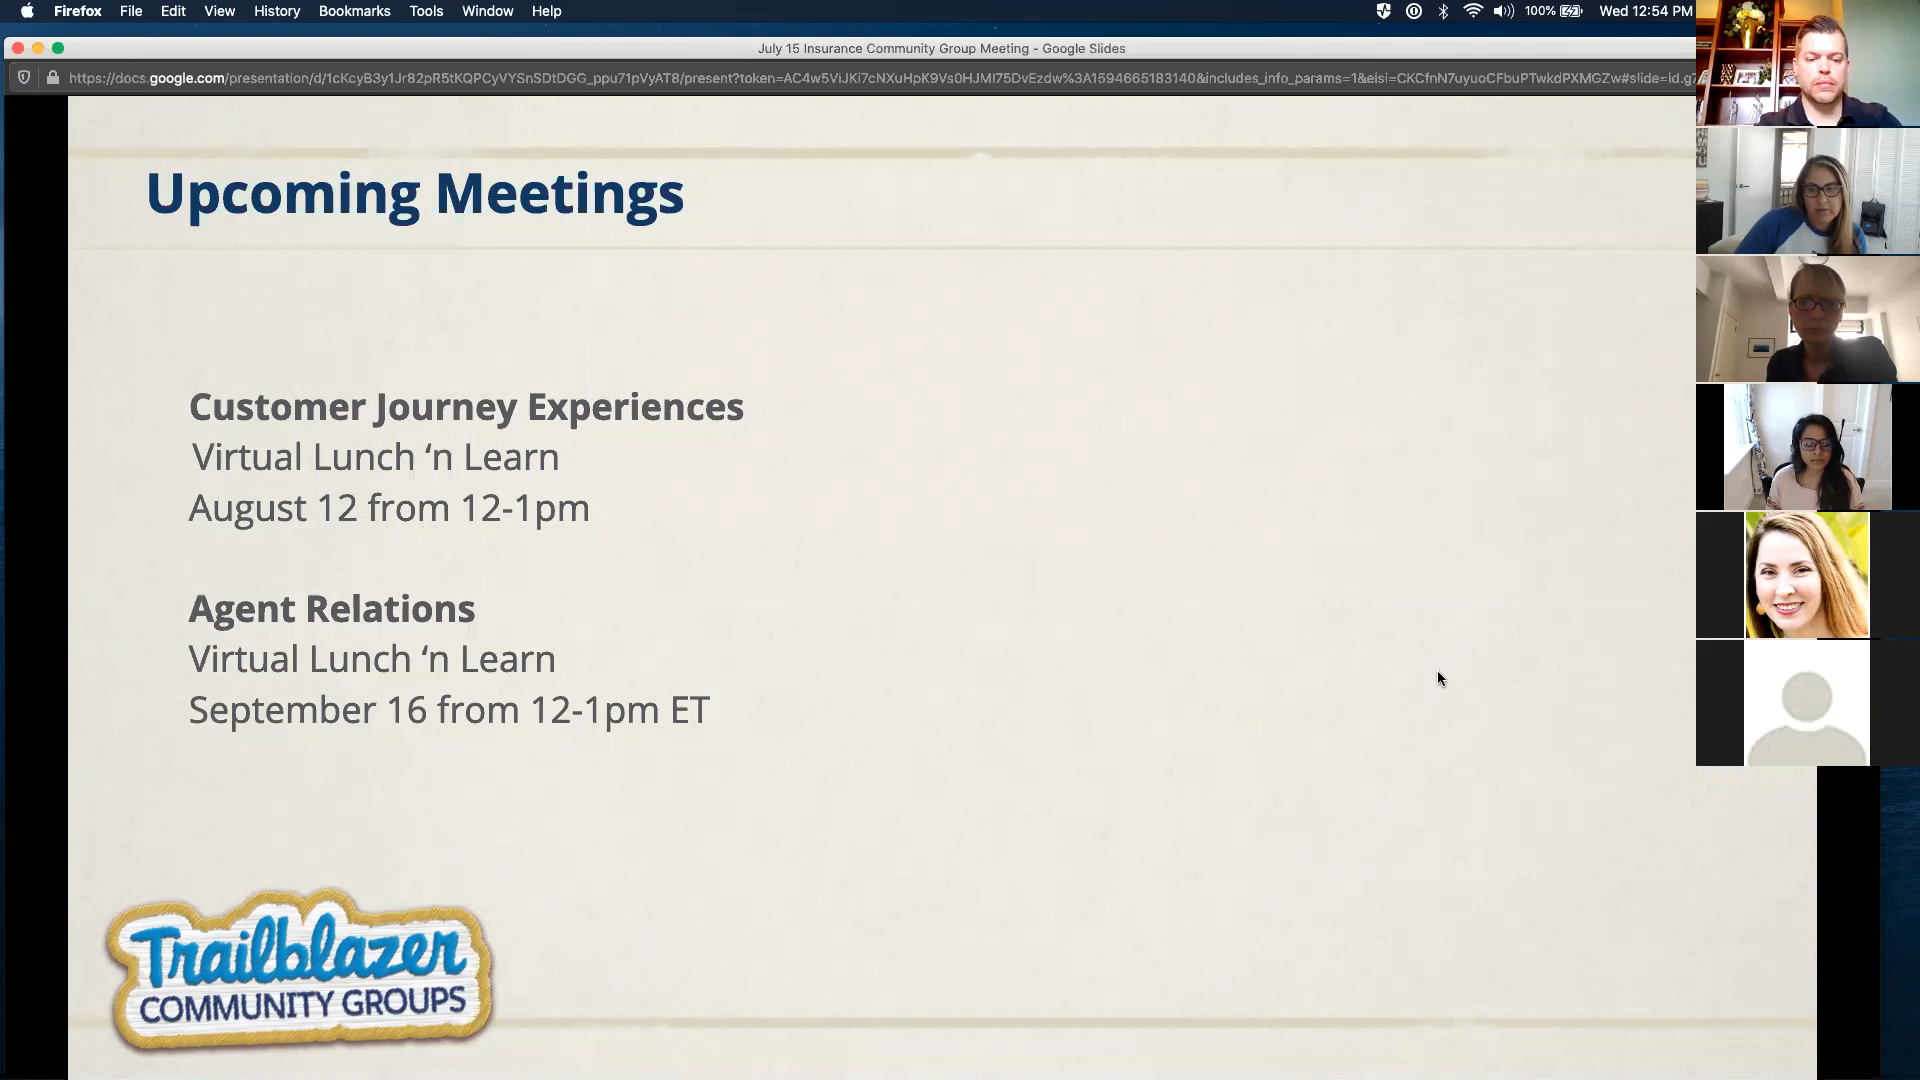 Firefox File Edit View History Bookmarks Tools Window Help 100% Wed 12:54 PM
July 15 Insurance Community Group Meeting - Google Slides
https://docs.google.com/presentation/d/1cKcyB3y1Jr82pR5tKQPCyVYSnSDtDGG_ppu71pVyAT8/present?token=AC4w5ViJKi7cNXuHpK9Vs0HJMI75DvEzdw%3A1594665183140&includes_info_params=1&eisi=CKCfnN7uyuoCFbuPTwkdPXMGZw#slide=id.g7
Upcoming Meetings
Customer Journey Experiences
Virtual Lunch ‘n Learn
August 12 from 12-1pm
Agent Relations
Virtual Lunch ‘n Learn
September 16 from 12-1pm ET
Trailblazer
COMMUNITY GROUPS